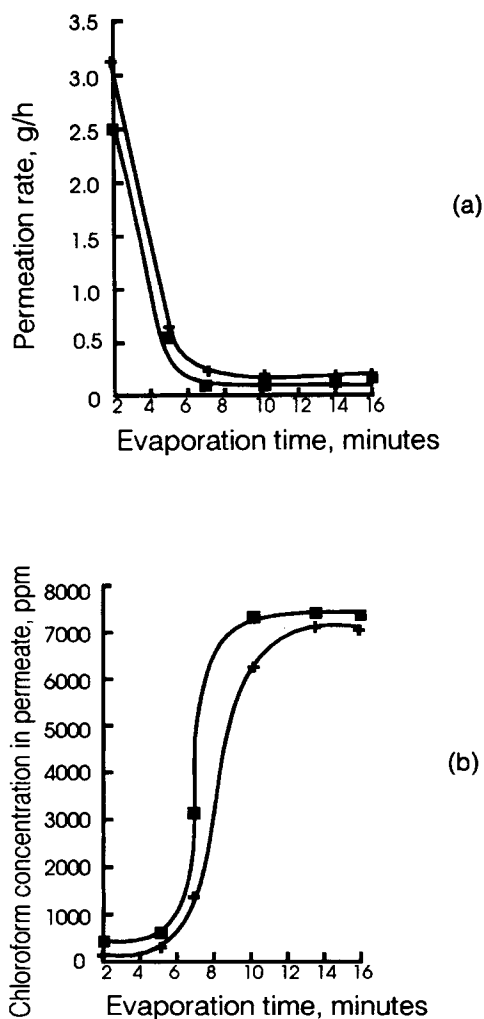 Permeation rate, g/h
3.5
3.0
2.5
2.0
1.5
1.0
0.5
0
2 4 6 8 10 12 14 16
Evaporation time, minutes
(a)
Chloroform concentration in permeate, ppm
8000
7000
6000
5000
4000
3000
2000
1000
0
2 4 6 8 10 12 14 16
Evaporation time, minutes
(b)